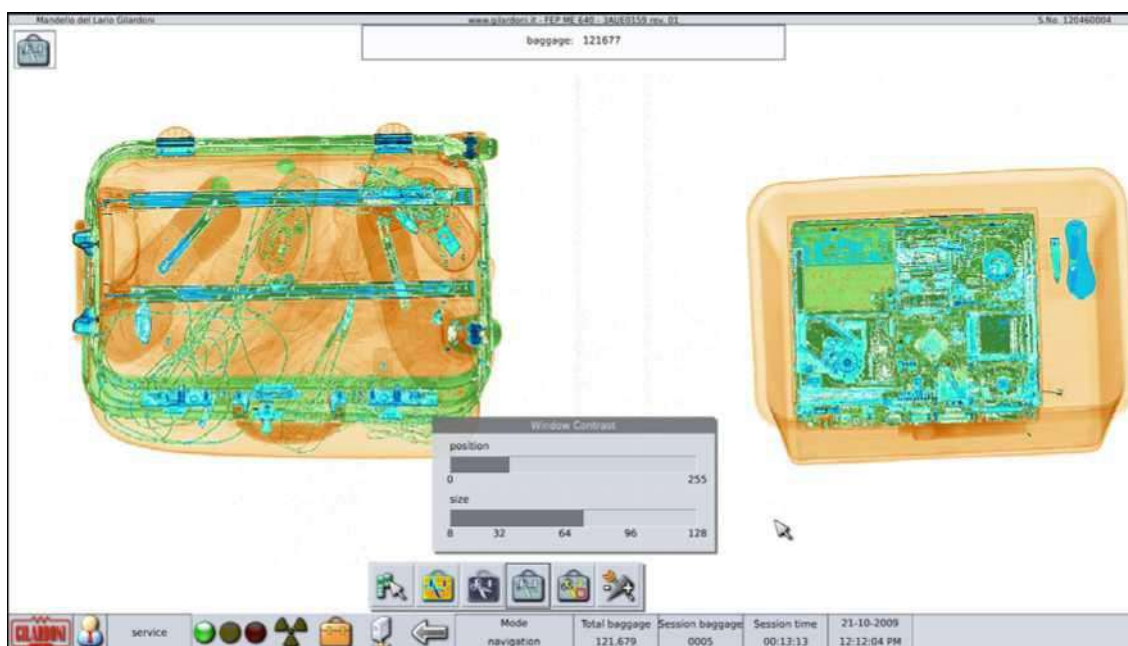 Mandello del Lario Gilardoni
www.gilardoni.it - FEP ME 640 - 3AUE0159 rev. 01
S.No. 120460004
baggage: 121677
Window Contrast
position
0 255
size
8 32 64 96 128
GILARDONI
service
Mode
navigation
Total baggage
121.679
Session baggage
0005
Session time
00:13:13
21-10-2009
12:12:04 PM